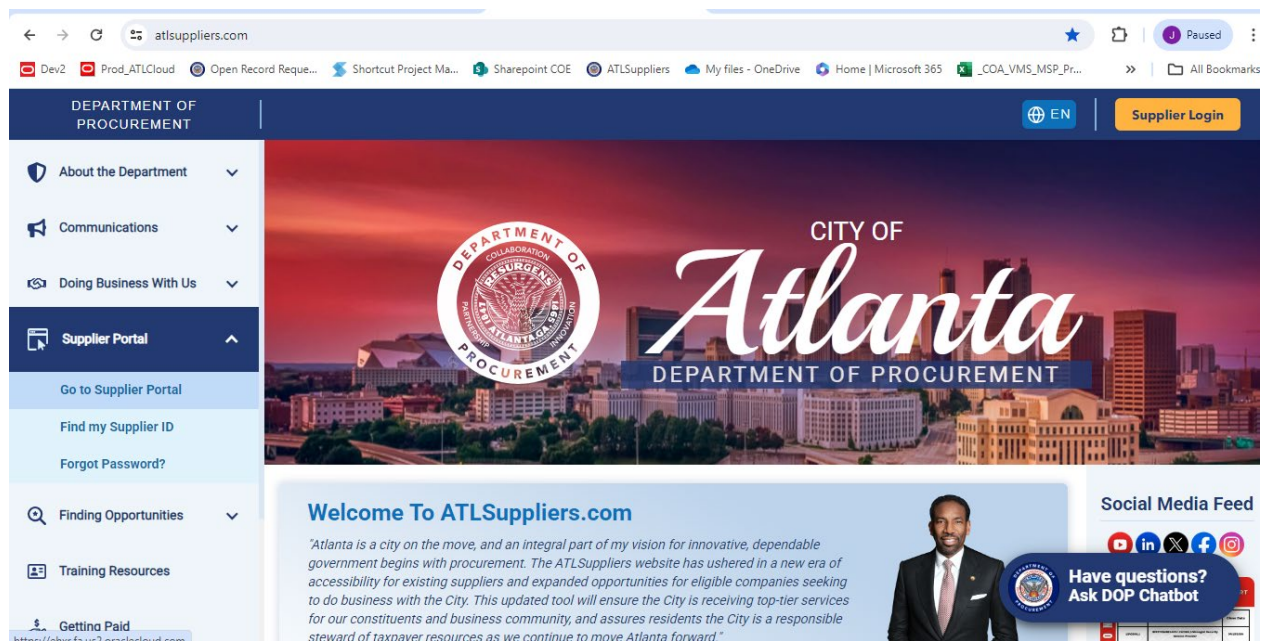 atlsuppliers.com
J Paused
Dev2 Prod_ATLCloud Open Record Reque... Shortcut Project Ma... Sharepoint COE ATLSuppliers My files - OneDrive Home | Microsoft 365 _COA_VMS_MSP_Pr... » All Bookmarks
DEPARTMENT OF
PROCUREMENT
EN
Supplier Login
About the Department
Communications
Doing Business With Us
Supplier Portal
Go to Supplier Portal
Find my Supplier ID
Forgot Password?
Finding Opportunities
Training Resources
Getting Paid
DEPARTMENT OF
PROCUREMENT
COLLABORATION
PARTNERSHIP
INNOVATION
RESURGENS
ATLANTA, GA.
1847 1865
CITY OF
Atlanta
DEPARTMENT OF PROCUREMENT
Welcome To ATLSuppliers.com
"Atlanta is a city on the move, and an integral part of my vision for innovative, dependable
government begins with procurement. The ATLSuppliers website has ushered in a new era of
accessibility for existing suppliers and expanded opportunities for eligible companies seeking
to do business with the City. This updated tool will ensure the City is receiving top-tier services
for our constituents and business community, and assures residents the City is a responsible
steward of taxpayer resources as we continue to move Atlanta forward."
Social Media Feed
Have questions?
Ask DOP Chatbot